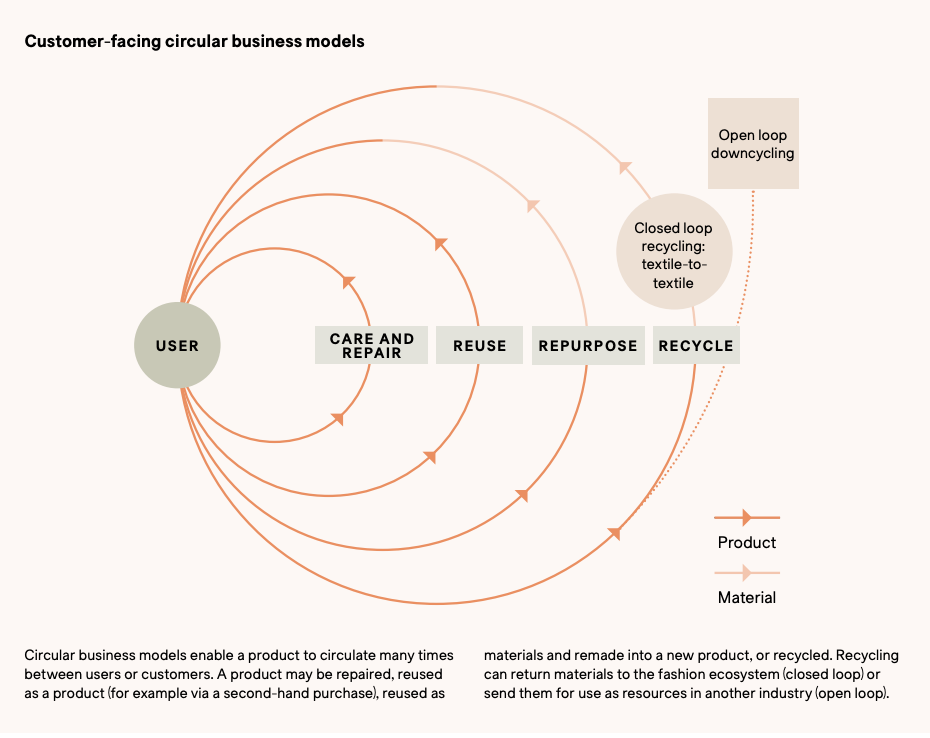 Customer-facing circular business models
Open loop
downcycling
Closed loop
recycling:
textile-to-
textile
USER
CARE AND
REPAIR
REUSE
REPURPOSE
RECYCLE
Product
Material
Circular business models enable a product to circulate many times
between users or customers. A product may be repaired, reused
as a product (for example via a second-hand purchase), reused as
materials and remade into a new product, or recycled. Recycling
can return materials to the fashion ecosystem (closed loop) or
send them for use as resources in another industry (open loop).